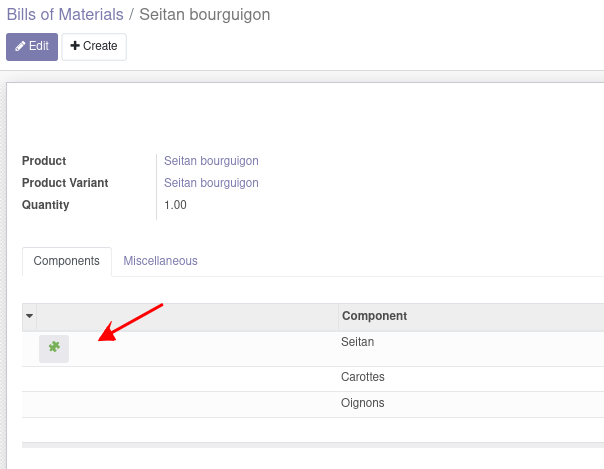 Bills of Materials / Seitan bourguigon
Edit Create
Product Seitan bourguigon
Product Variant Seitan bourguigon
Quantity 1.00
Components Miscellaneous
Component
Seitan
Carottes
Oignons